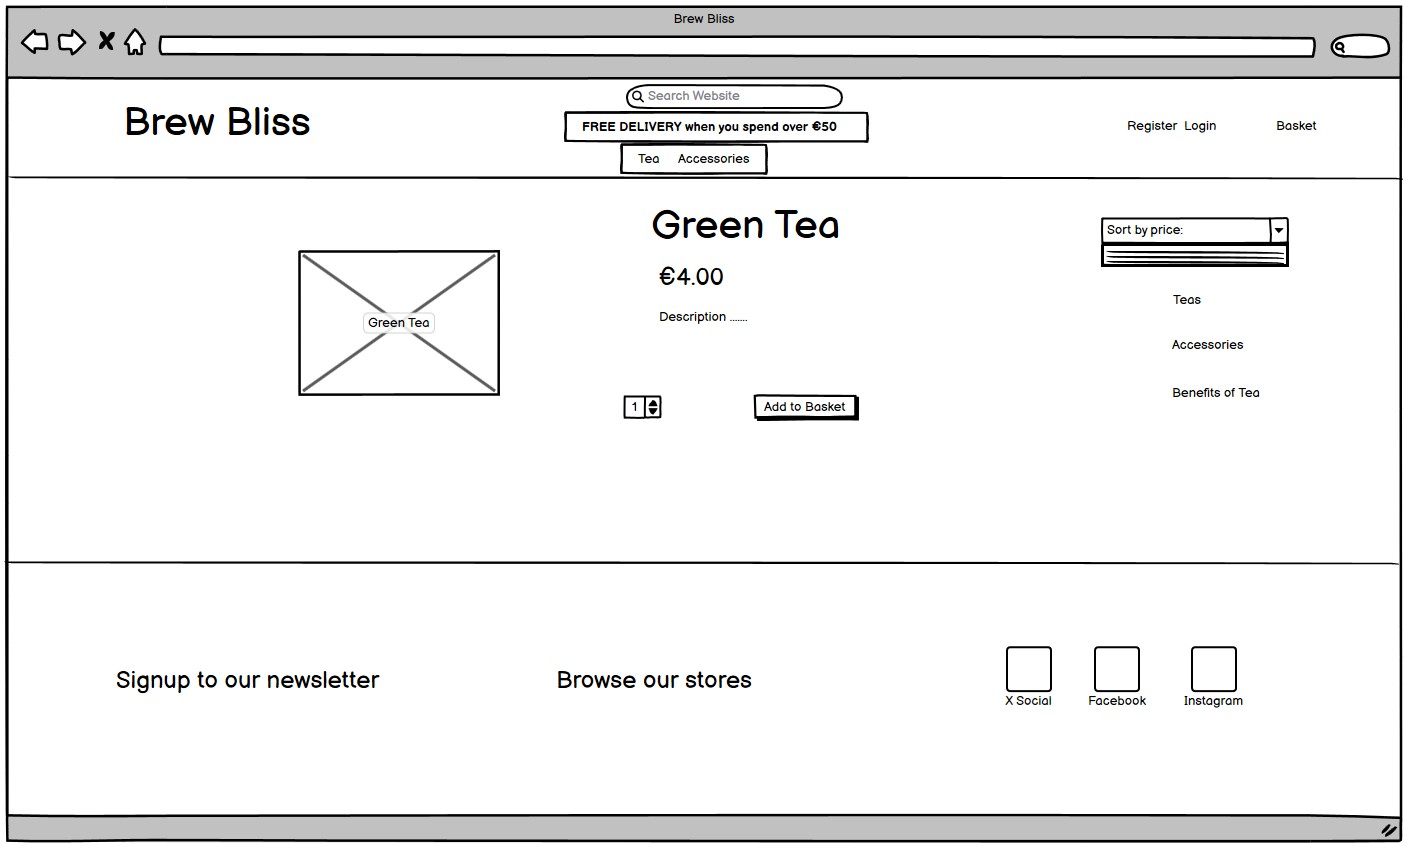 Brew Bliss
Brew Bliss
Search Website
FREE DELIVERY when you spend over €50
Tea Accessories
Register Login Basket
Green Tea
€4.00
Description .......
Green Tea
1
Add to Basket
Sort by price:
Teas
Accessories
Benefits of Tea
Signup to our newsletter
Browse our stores
X Social
Facebook
Instagram